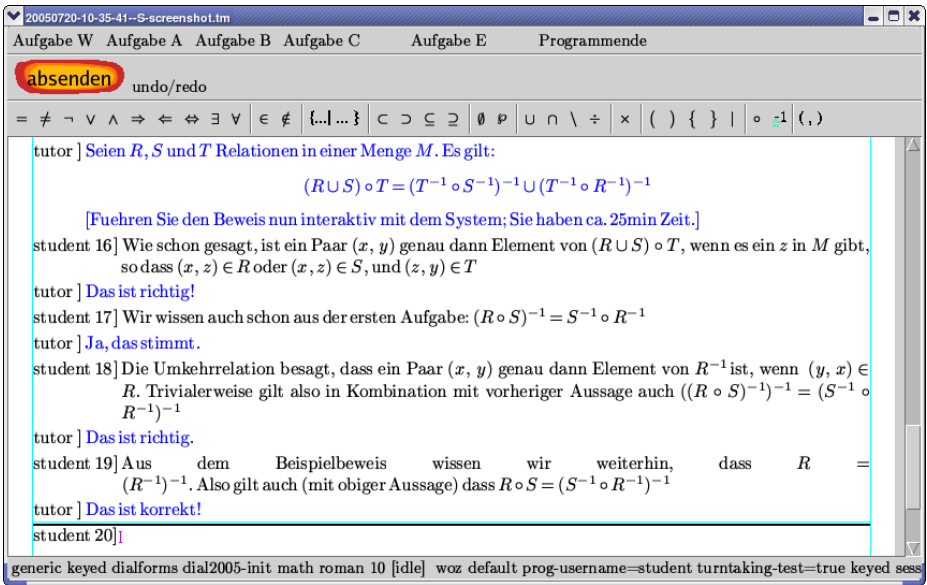 20050720-10-35-41--S-screenshot.tm
Aufgabe W Aufgabe A Aufgabe B Aufgabe C Aufgabe E Programmende
absenden undo/redo
= ≠ ¬ ∨ ∧ ⇒ ⇐ ⇔ ∃ ∀ ∈ ∉ {...|...} ⊂ ⊃ ⊆ ⊇ ∅ ℘ ∪ ∩ \ ÷ × ( ) { } | ∘ -1 (,)
tutor ] Seien R, S und T Relationen in einer Menge M. Es gilt:
(R ∪ S) ∘ T = (T⁻¹ ∘ S⁻¹)⁻¹ ∪ (T⁻¹ ∘ R⁻¹)⁻¹
[Fuehren Sie den Beweis nun interaktiv mit dem System; Sie haben ca. 25min Zeit.]
student 16] Wie schon gesagt, ist ein Paar (x, y) genau dann Element von (R ∪ S) ∘ T, wenn es ein z in M gibt,
so dass (x, z) ∈ R oder (x, z) ∈ S, und (z, y) ∈ T
tutor ] Das ist richtig!
student 17] Wir wissen auch schon aus der ersten Aufgabe: (R ∘ S)⁻¹ = S⁻¹ ∘ R⁻¹
tutor ] Ja, das stimmt.
student 18] Die Umkehrrelation besagt, dass ein Paar (x, y) genau dann Element von R⁻¹ ist, wenn (y, x) ∈
R. Trivialerweise gilt also in Kombination mit vorheriger Aussage auch ((R ∘ S)⁻¹)⁻¹ = (S⁻¹ ∘
R⁻¹)⁻¹
tutor ] Das ist richtig.
student 19] Aus dem Beispielbeweis wissen wir weiterhin, dass R =
(R⁻¹)⁻¹. Also gilt auch (mit obiger Aussage) dass R ∘ S = (S⁻¹ ∘ R⁻¹)⁻¹
tutor ] Das ist korrekt!
student 20]
generic keyed dialforms dial2005-init math roman 10 [idle] woz default prog-username=student turntaking-test=true keyed sess